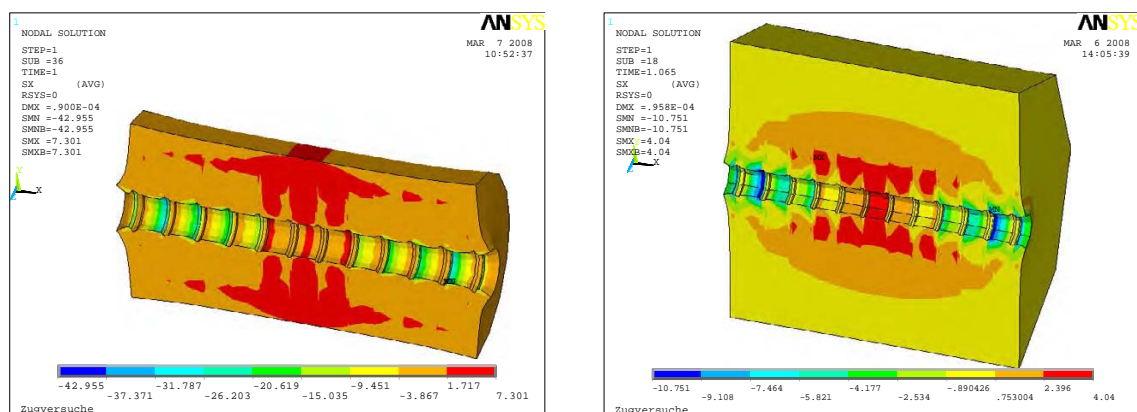 1
ANSYS
NODAL SOLUTION
MAR 7 2008
10:52:37
STEP=1
SUB =36
TIME=1
SX (AVG)
RSYS=0
DMX =.900E-04
SMN =-42.955
SMNB=-42.955
SMX =7.301
SMXB=7.301
X
-42.955 -31.787 -20.619 -9.451 1.717
-37.371 -26.203 -15.035 -3.867 7.301
Zugversuche
1
ANSYS
NODAL SOLUTION
MAR 6 2008
14:05:39
STEP=1
SUB =18
TIME=1.065
SX (AVG)
RSYS=0
DMX =.958E-04
SMN =-10.751
SMNB=-10.751
SMX =4.04
SMXB=4.04
X
MX
-10.751 -7.464 -4.177 -.890426 2.396
-9.108 -5.821 -2.534 .753004 4.04
Zugversuche